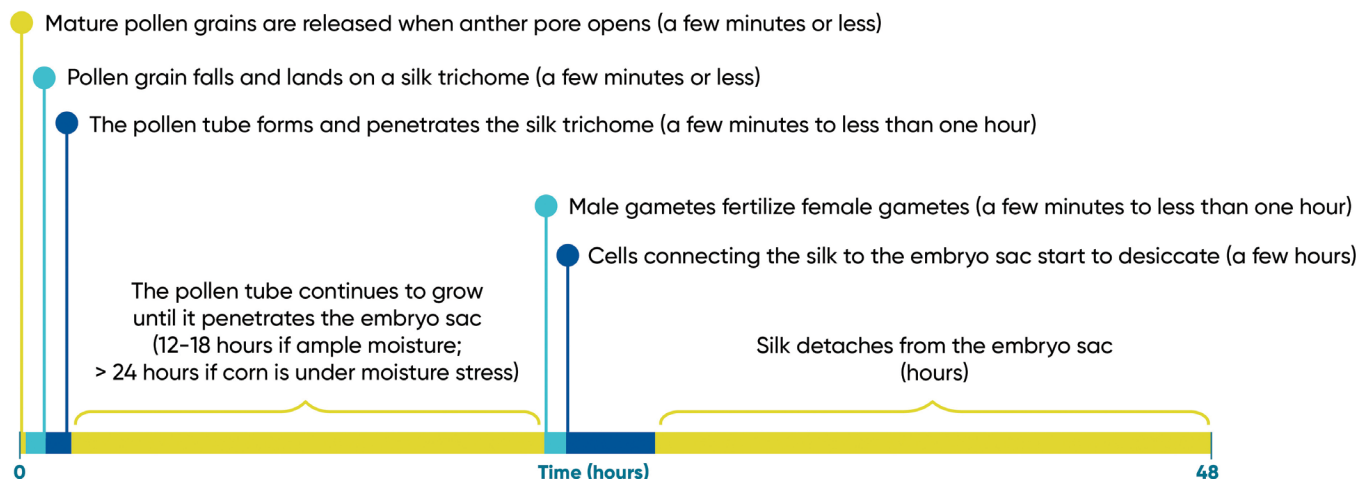 Mature pollen grains are released when anther pore opens (a few minutes or less)
Pollen grain falls and lands on a silk trichome (a few minutes or less)
The pollen tube forms and penetrates the silk trichome (a few minutes to less than one hour)
Male gametes fertilize female gametes (a few minutes to less than one hour)
Cells connecting the silk to the embryo sac start to desiccate (a few hours)
The pollen tube continues to grow
until it penetrates the embryo sac
(12-18 hours if ample moisture;
> 24 hours if corn is under moisture stress)
Silk detaches from the embryo sac
(hours)
0
Time (hours)
48